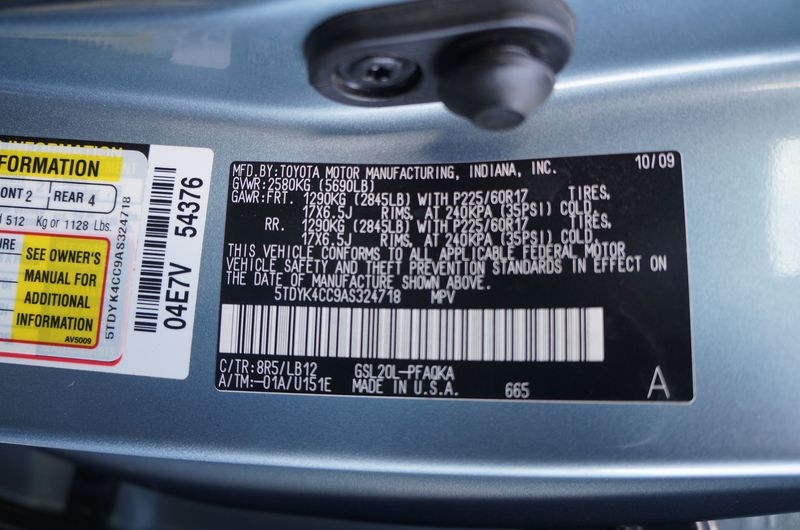 FORMATION
ONT 2 REAR 4
512 Kg or 1128 Lbs.
URE
SEE OWNER'S
MANUAL FOR
ADDITIONAL
INFORMATION
AV5009
5TDYK4CC9AS324718
04E7V 54376
MFD.BY:TOYOTA MOTOR MANUFACTURING, INDIANA, INC. 10/09
GVWR:2580KG (5690LB)
GAWR:FRT. 1290KG (2845LB) WITH P225/60R17 TIRES,
17X6.5J RIMS, AT 240KPA (35PSI) COLD.
RR. 1290KG (2845LB) WITH P225/60R17 TIRES,
17X6.5J RIMS, AT 240KPA (35PSI) COLD.
THIS VEHICLE CONFORMS TO ALL APPLICABLE FEDERAL MOTOR
VEHICLE SAFETY AND THEFT PREVENTION STANDARDS IN EFFECT ON
THE DATE OF MANUFACTURE SHOWN ABOVE.
5TDYK4CC9AS324718 MPV
C/TR: 8R5/LB12 GSL20L-PFAQKA
A/TM:-01A/U151E MADE IN U.S.A. 665 A